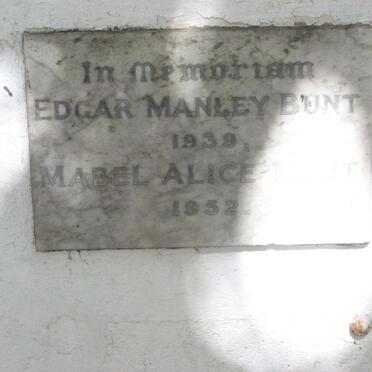 In Memoriam
EDGAR MANLEY BUNT
1939,
MABEL ALICE
1952.